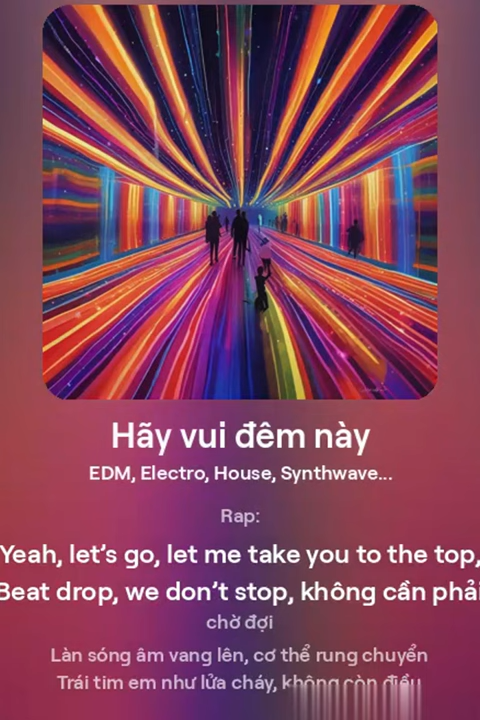 Hãy vui đêm này
EDM, Electro, House, Synthwave...
Rap:
Yeah, let’s go, let me take you to the top,
Beat drop, we don’t stop, không cần phải
chờ đợi
Làn sóng âm vang lên, cơ thể rung chuyển
Trái tim em như lửa cháy, không còn điều